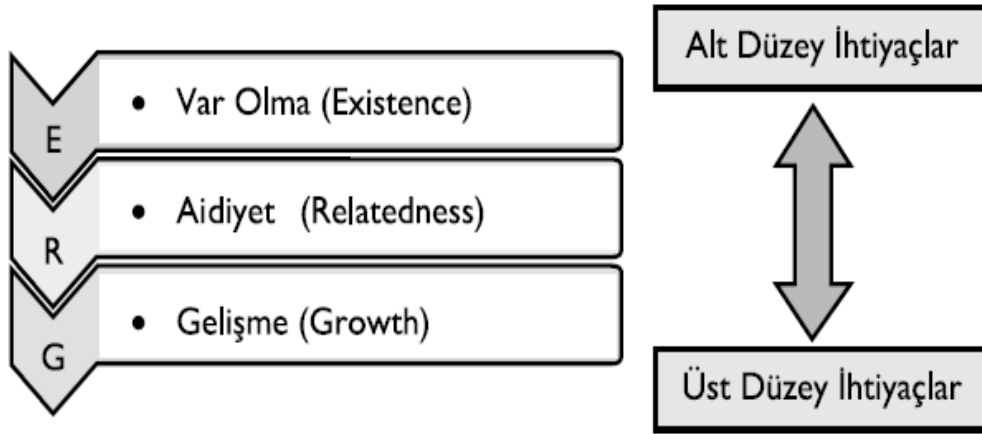 E
• Var Olma (Existence)
R
• Aidiyet (Relatedness)
G
• Gelişme (Growth)
Alt Düzey İhtiyaçlar
Üst Düzey İhtiyaçlar